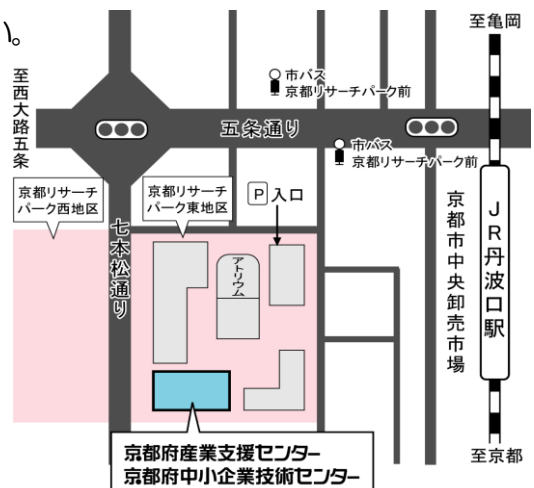 い。
至亀岡
至西大路五条
市バス
京都リサーチパーク前
五条通り
市バス
京都リサーチパーク前
京都リサーチ
パーク西地区
京都リサーチ
パーク東地区
P入口
七本松通り
アトリウム
京都市中央卸売市場
JR丹波口駅
京都府産業支援センター
京都府中小企業技術センター
至京都